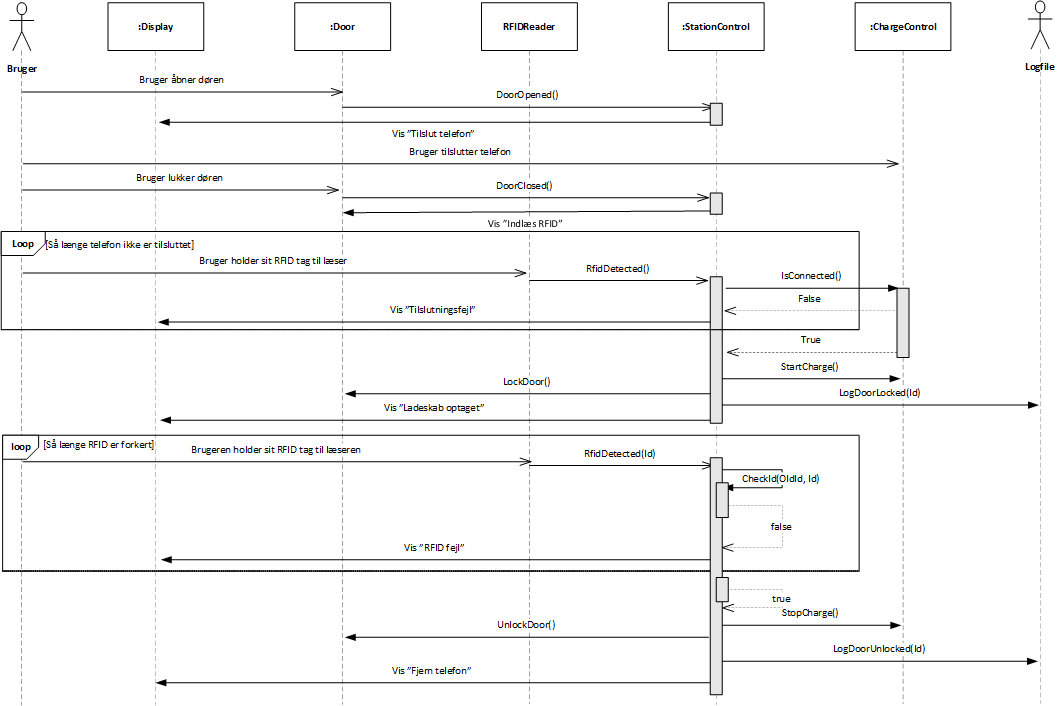 :Display
:Door
RFIDReader
:StationControl
:ChargeControl
Bruger
Logfile
Bruger åbner døren
DoorOpened()
Vis "Tilslut telefon"
Bruger tilslutter telefon
Bruger lukker døren
DoorClosed()
Vis "Indlæs RFID"
Loop
[Så længe telefon ikke er tilsluttet]
Bruger holder sit RFID tag til læser
RfidDetected()
IsConnected()
False
Vis "Tilslutningsfejl"
True
StartCharge()
LockDoor()
LogDoorLocked(Id)
Vis "Ladeskab optaget"
loop
[Så længe RFID er forkert]
Brugeren holder sit RFID tag til læseren
RfidDetected(Id)
CheckId(OldId, Id)
false
Vis "RFID fejl"
true
StopCharge()
UnlockDoor()
LogDoorUnlocked(Id)
Vis "Fjern telefon"